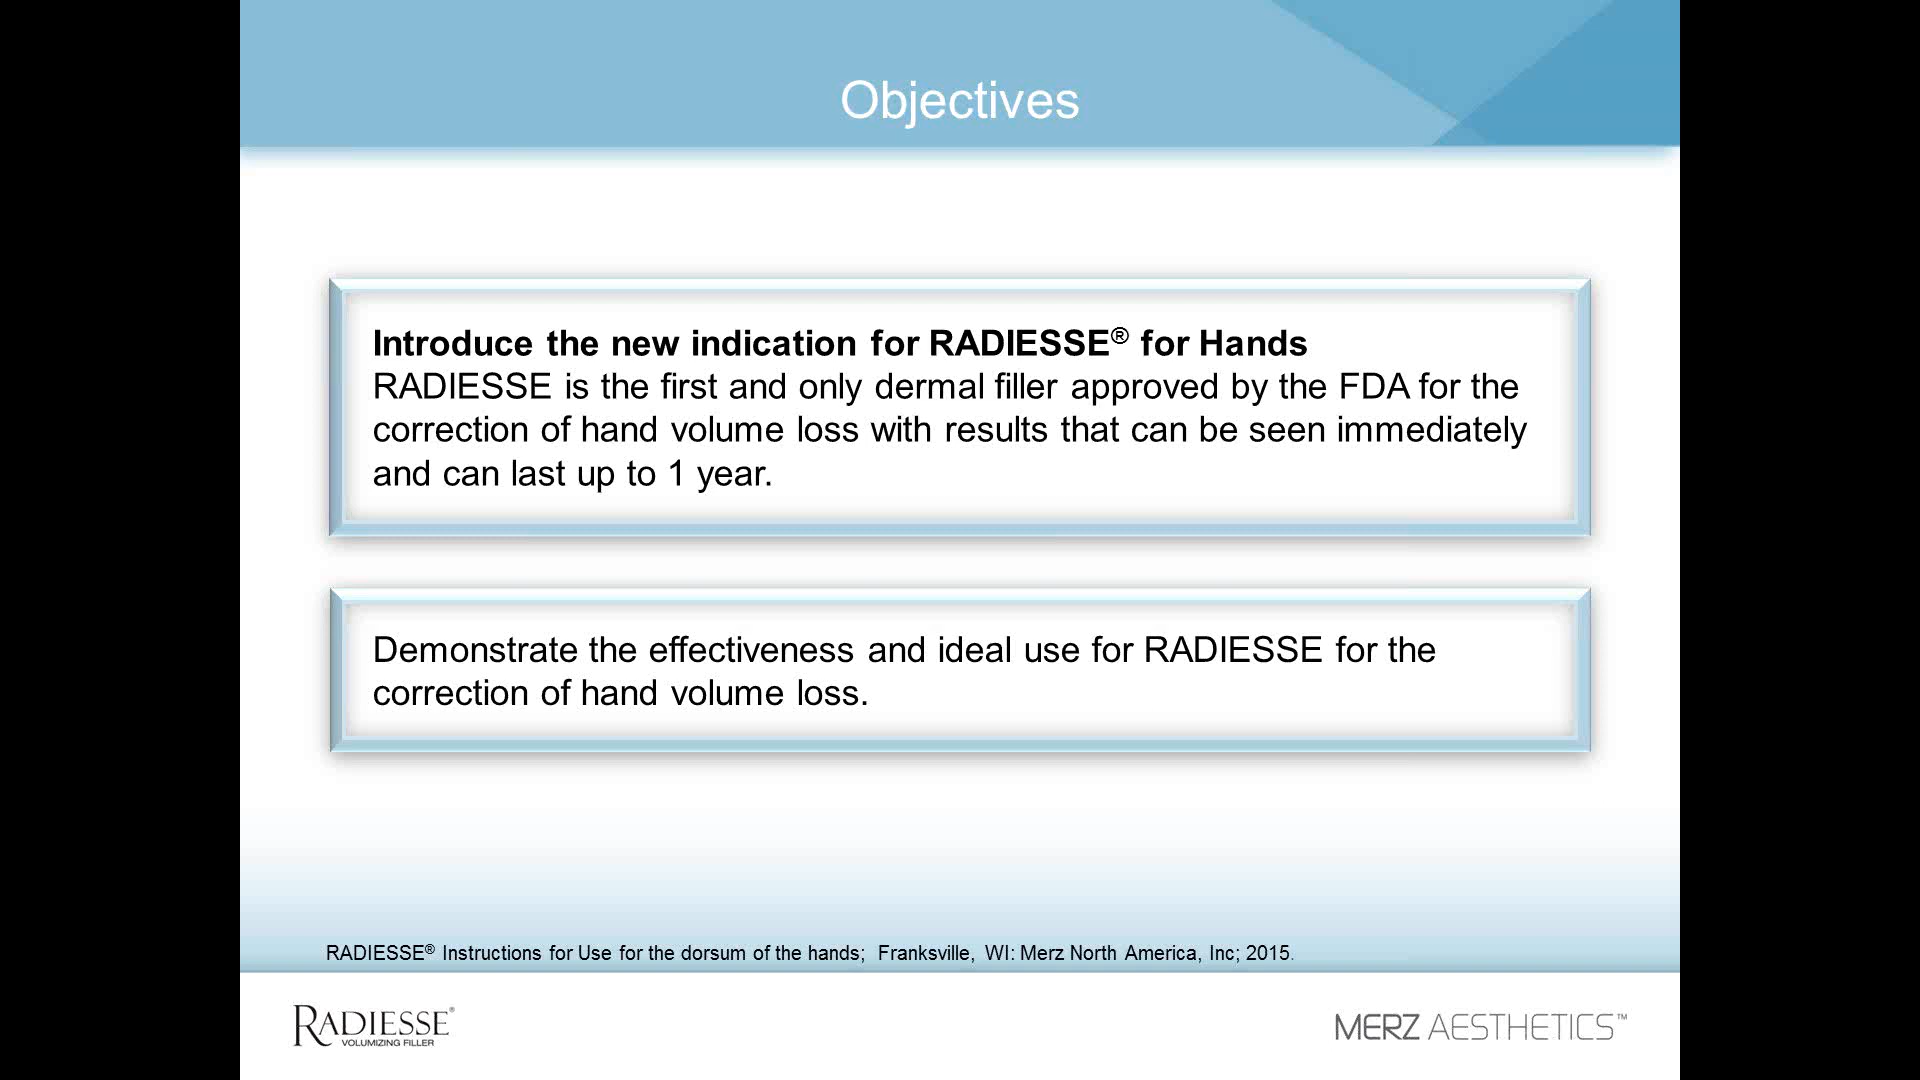 Objectives
Introduce the new indication for RADIESSE® for Hands
RADIESSE is the first and only dermal filler approved by the FDA for the
correction of hand volume loss with results that can be seen immediately
and can last up to 1 year.
Demonstrate the effectiveness and ideal use for RADIESSE for the
correction of hand volume loss.
RADIESSE® Instructions for Use for the dorsum of the hands; Franksville, WI: Merz North America, Inc; 2015.
RADIESSE®
VOLUMIZING FILLER
MERZ AESTHETICS™